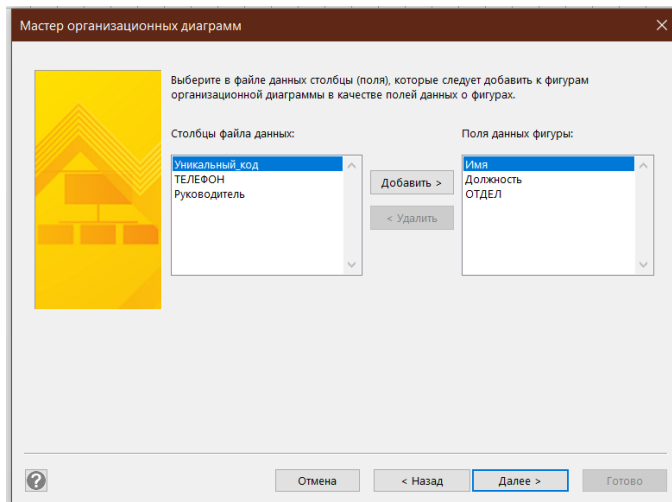 Мастер организационных диаграмм
Выберите в файле данных столбцы (поля), которые следует добавить к фигурам
организационной диаграммы в качестве полей данных о фигурах.
Столбцы файла данных:
Поля данных фигуры:
Уникальный_код
ТЕЛЕФОН
Руководитель
Добавить >
< Удалить
Имя
Должность
ОТДЕЛ
?
Отмена
< Назад
Далее >
Готово